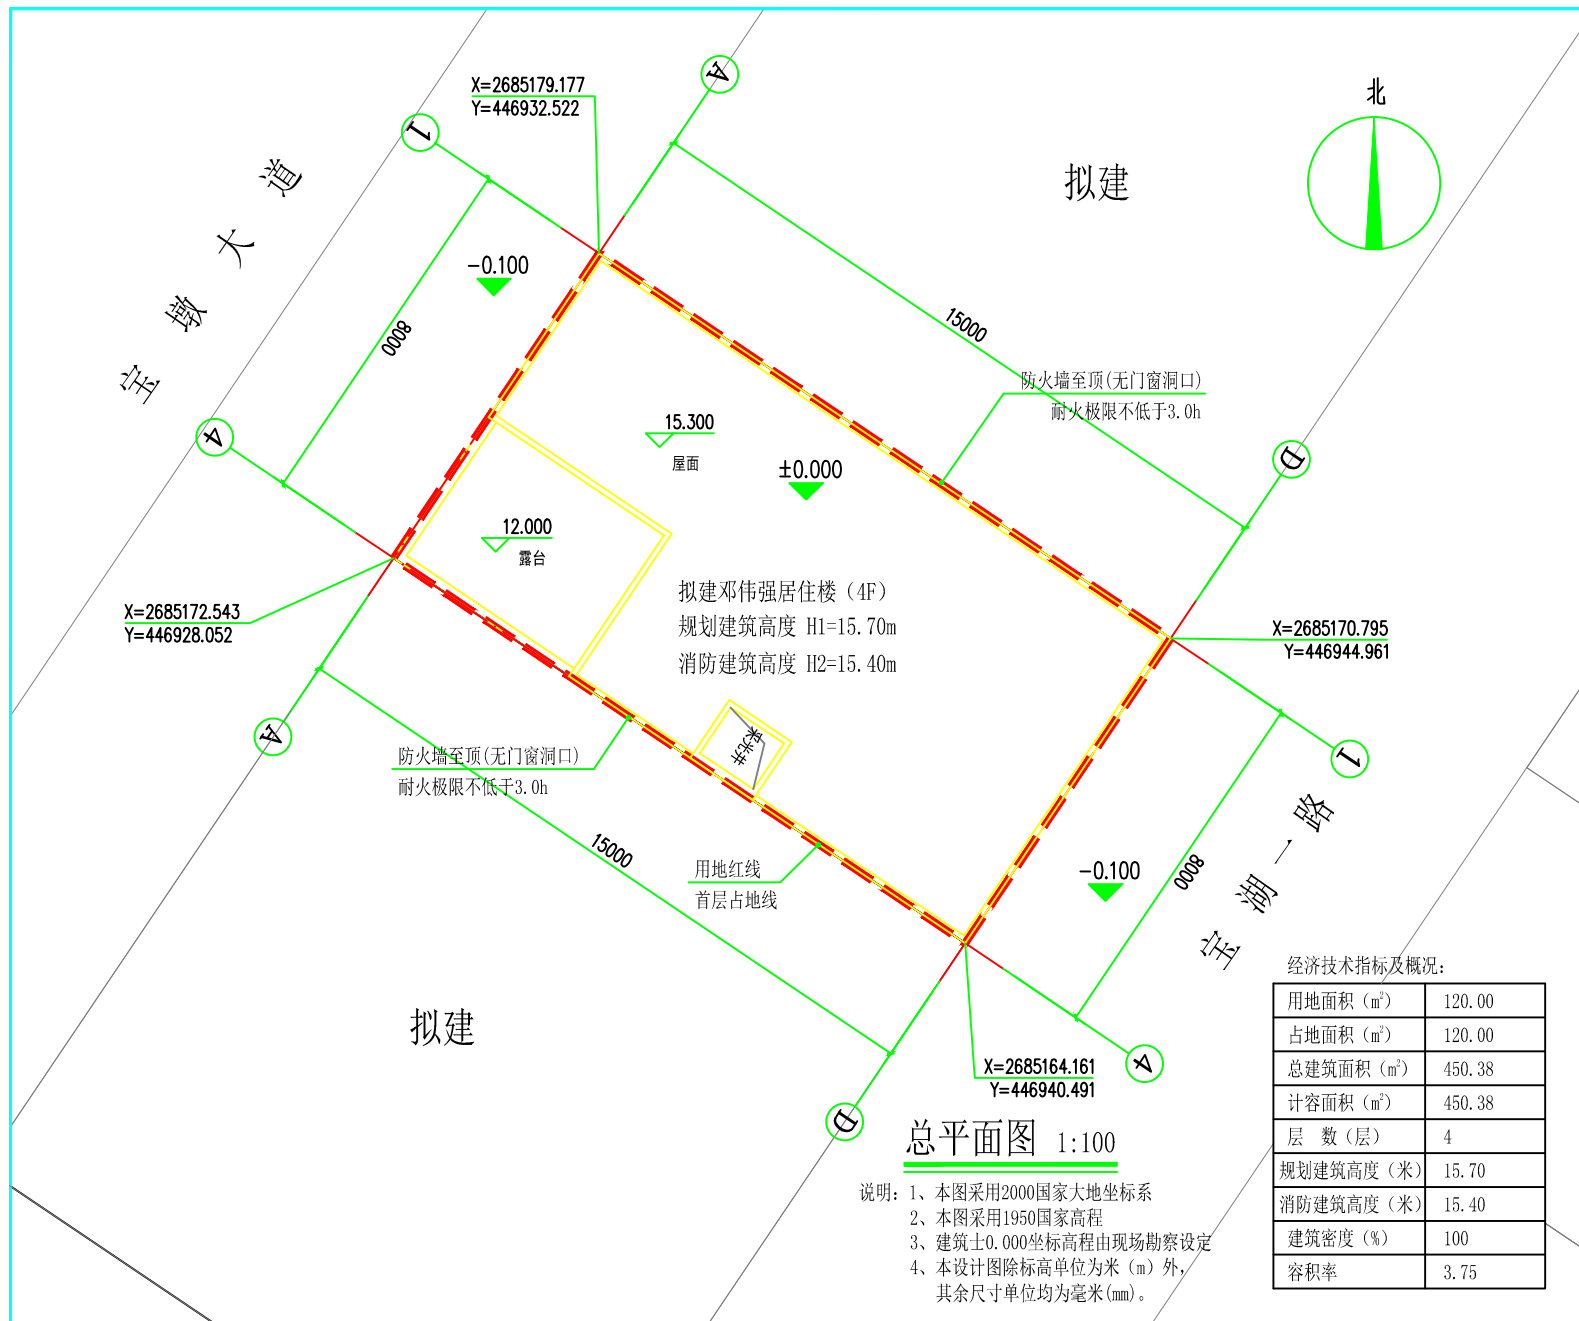 X=2685179.177
Y=446932.522
A
1
北
拟建
宝墩大道
-0.100
8000
15000
防火墙至顶(无门窗洞口)
耐火极限不低于3.0h
15.300
屋面
±0.000
4
D
12.000
露台
拟建邓伟强居住楼（4F）
规划建筑高度 H1=15.70m
消防建筑高度 H2=15.40m
X=2685172.543
Y=446928.052
X=2685170.795
Y=446944.961
A
采光井
1
防火墙至顶(无门窗洞口)
耐火极限不低于3.0h
15000
用地红线
首层占地线
-0.100
8000
宝湖一路
拟建
X=2685164.161
Y=446940.491
4
D
总平面图 1:100
说明：1、本图采用2000国家大地坐标系
2、本图采用1950国家高程
3、建筑士0.000坐标高程由现场勘察设定
4、本设计图除标高单位为米（m）外，
其余尺寸单位均为毫米(mm)。
经济技术指标及概况：
用地面积（㎡） 120.00
占地面积（㎡） 120.00
总建筑面积（㎡） 450.38
计容面积（㎡） 450.38
层 数（层） 4
规划建筑高度（米） 15.70
消防建筑高度（米） 15.40
建筑密度（%） 100
容积率 3.75